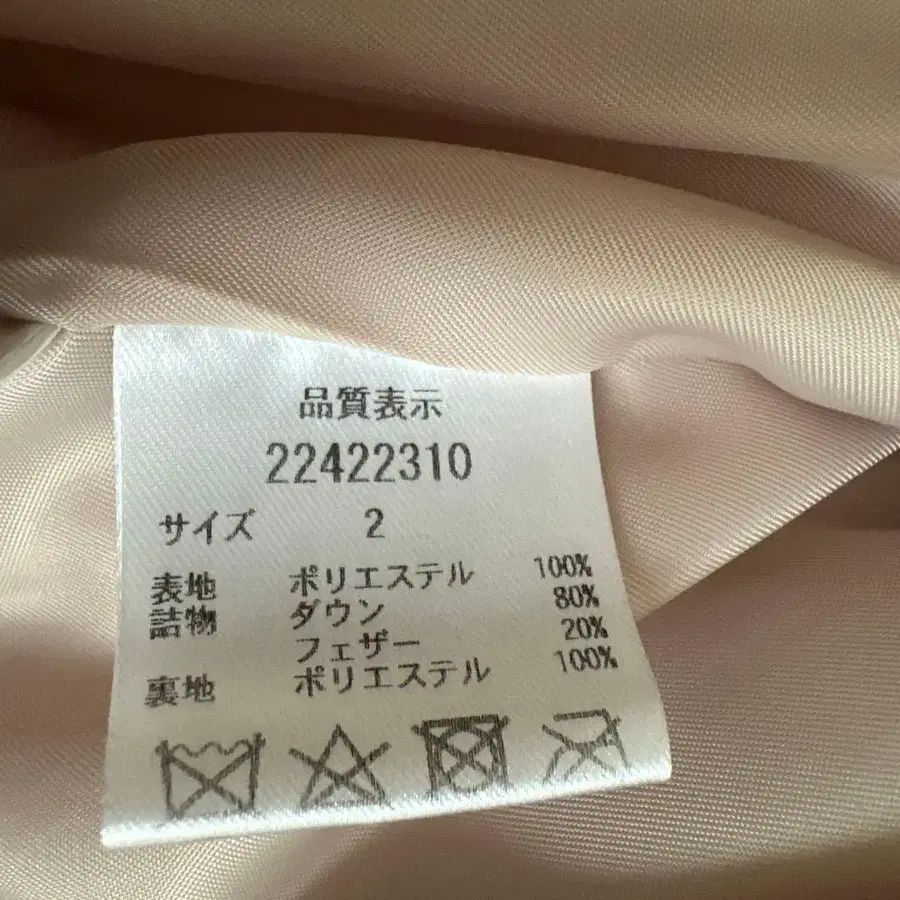 品質表示
22422310
サイズ 2
表地 ポリエステル 100%
詰物 ダウン 80%
フェザー 20%
裏地 ポリエステル 100%